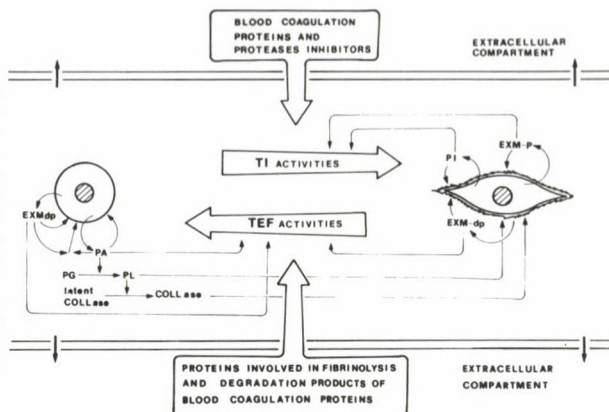 BLOOD COAGULATION
PROTEINS AND
PROTEASES INHIBITORS
EXTRACELLULAR
COMPARTMENT
TI ACTIVITIES
EXM-P
PI
EXMdp
TEF ACTIVITIES
EXM-dp
PA
PG
PL
latent
COLLase
COLLase
PROTEINS INVOLVED IN FIBRINOLYSIS
AND DEGRADATION PRODUCTS OF
BLOOD COAGULATION PROTEINS
EXTRACELLULAR
COMPARTMENT